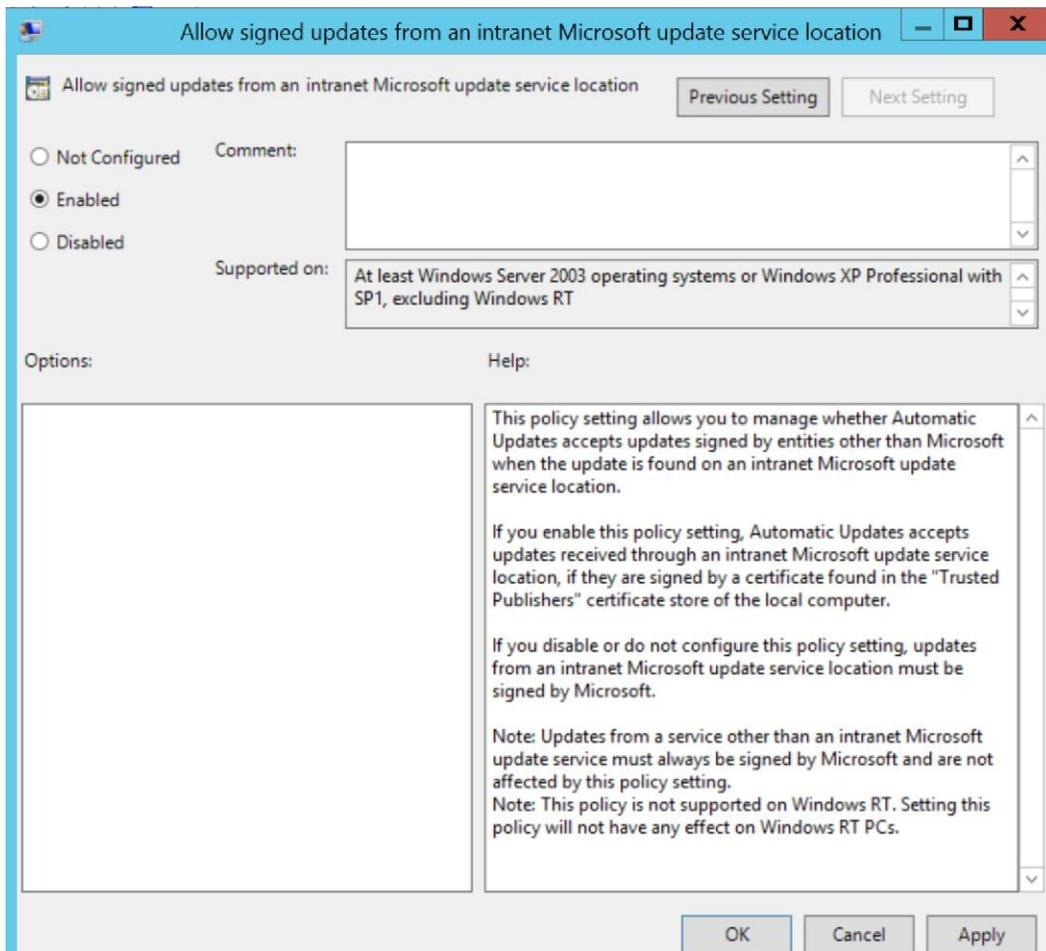 Allow signed updates from an intranet Microsoft update service location
Allow signed updates from an intranet Microsoft update service location
Previous Setting
Next Setting
Not Configured
Enabled
Disabled
Comment:
Supported on:
At least Windows Server 2003 operating systems or Windows XP Professional with
SP1, excluding Windows RT
Options:
Help:
This policy setting allows you to manage whether Automatic
Updates accepts updates signed by entities other than Microsoft
when the update is found on an intranet Microsoft update
service location.
If you enable this policy setting, Automatic Updates accepts
updates received through an intranet Microsoft update service
location, if they are signed by a certificate found in the "Trusted
Publishers" certificate store of the local computer.
If you disable or do not configure this policy setting, updates
from an intranet Microsoft update service location must be
signed by Microsoft.
Note: Updates from a service other than an intranet Microsoft
update service must always be signed by Microsoft and are not
affected by this policy setting.
Note: This policy is not supported on Windows RT. Setting this
policy will not have any effect on Windows RT PCs.
OK
Cancel
Apply